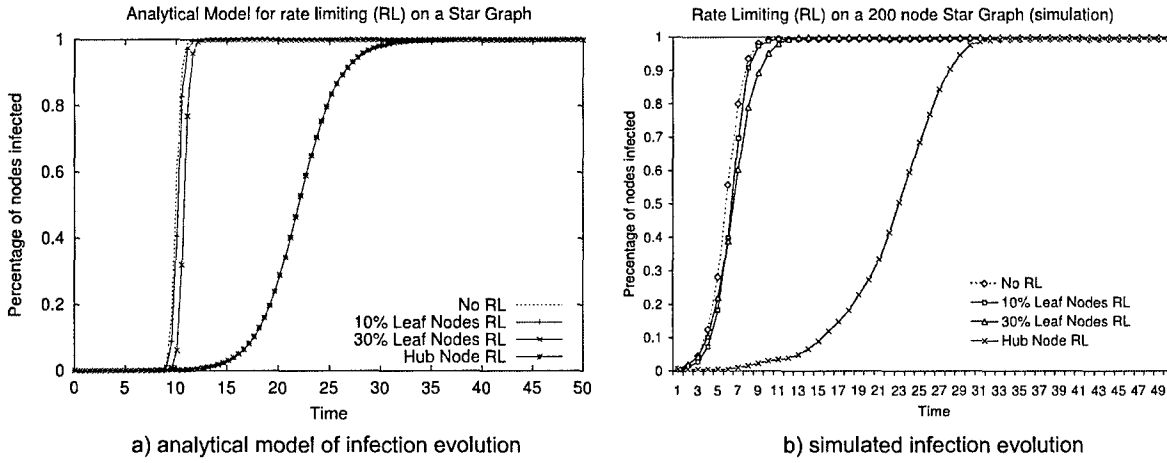 Analytical Model for rate limiting (RL) on a Star Graph
Percentage of nodes infected
1
0.8
0.6
0.4
0.2
0
No RL
10% Leaf Nodes RL
30% Leaf Nodes RL
Hub Node RL
0 5 10 15 20 25 30 35 40 45 50
Time
a) analytical model of infection evolution
Rate Limiting (RL) on a 200 node Star Graph (simulation)
Precentage of nodes infected
1
0.9
0.8
0.7
0.6
0.5
0.4
0.3
0.2
0.1
0
No RL
10% Leaf Nodes RL
30% Leaf Nodes RL
Hub Node RL
1 3 5 7 9 11 13 15 17 19 21 23 25 27 29 31 33 35 37 39 41 43 45 47 49
Time
b) simulated infection evolution